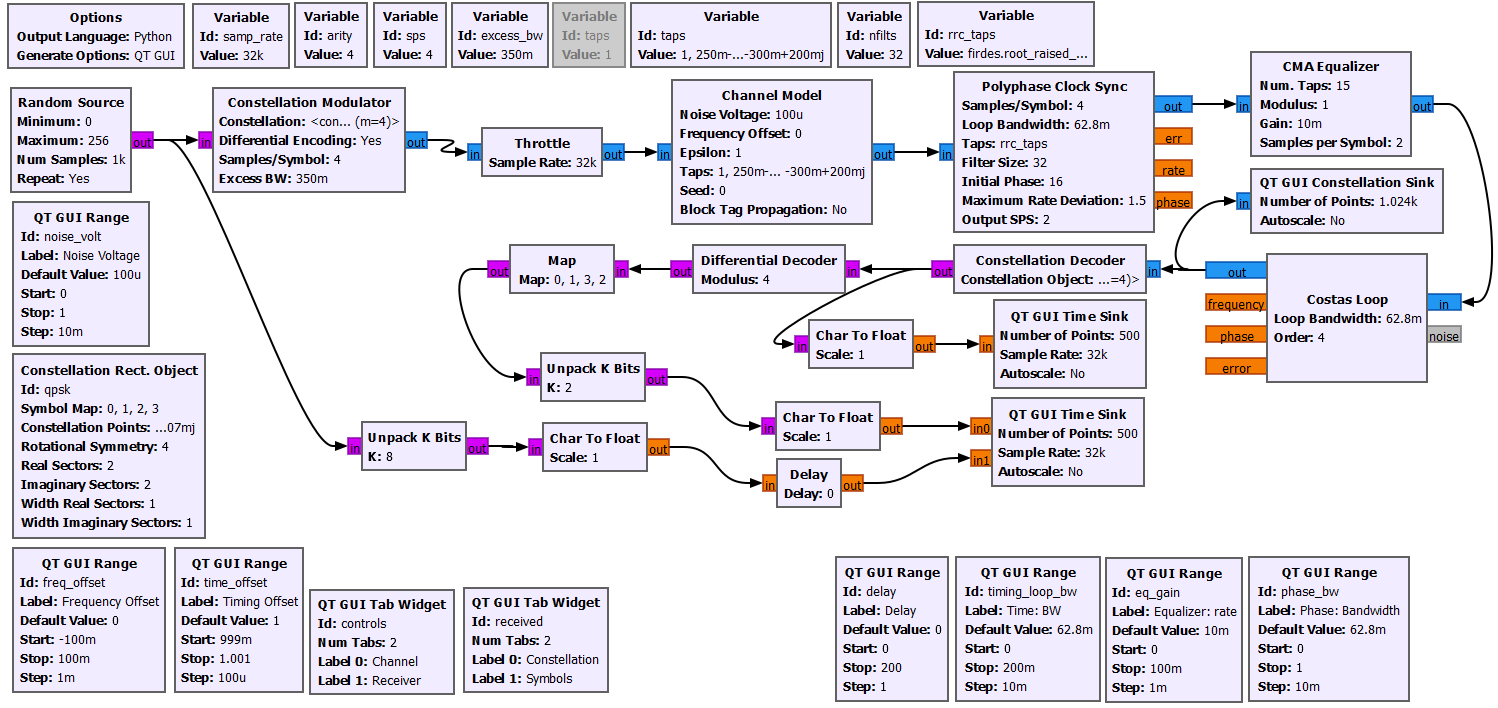 Options
Output Language: Python
Generate Options: QT GUI
Variable
Id: samp_rate
Value: 32k
Variable
Id: arity
Value: 4
Variable
Id: sps
Value: 4
Variable
Id: excess_bw
Value: 350m
Variable
Id: taps
Value: 1
Variable
Id: taps
Value: 1, 250m-...-300m+200mj
Variable
Id: nfilts
Value: 32
Variable
Id: rrc_taps
Value: firdes.root_raised_...
Random Source
Minimum: 0
Maximum: 256
Num Samples: 1k
Repeat: Yes
out
in
Constellation Modulator
Constellation: <con... (m=4)>
Differential Encoding: Yes
Samples/Symbol: 4
Excess BW: 350m
out
in
Throttle
Sample Rate: 32k
out
in
Channel Model
Noise Voltage: 100u
Frequency Offset: 0
Epsilon: 1
Taps: 1, 250m-... -300m+200mj
Seed: 0
Block Tag Propagation: No
out
in
Polyphase Clock Sync
Samples/Symbol: 4
Loop Bandwidth: 62.8m
Taps: rrc_taps
Filter Size: 32
Initial Phase: 16
Maximum Rate Deviation: 1.5
Output SPS: 2
out
err
rate
phase
in
CMA Equalizer
Num. Taps: 15
Modulus: 1
Gain: 10m
Samples per Symbol: 2
out
in
QT GUI Constellation Sink
Number of Points: 1.024k
Autoscale: No
QT GUI Range
Id: noise_volt
Label: Noise Voltage
Default Value: 100u
Start: 0
Stop: 1
Step: 10m
out
Map
Map: 0, 1, 3, 2
in
out
Differential Decoder
Modulus: 4
in
out
Constellation Decoder
Constellation Object: ...=4)>
in
out
frequency
phase
error
Costas Loop
Loop Bandwidth: 62.8m
Order: 4
in
noise
in
Char To Float
Scale: 1
out
in
QT GUI Time Sink
Number of Points: 500
Sample Rate: 32k
Autoscale: No
Constellation Rect. Object
Id: qpsk
Symbol Map: 0, 1, 2, 3
Constellation Points: ...07mj
Rotational Symmetry: 4
Real Sectors: 2
Imaginary Sectors: 2
Width Real Sectors: 1
Width Imaginary Sectors: 1
in
Unpack K Bits
K: 2
out
in
Char To Float
Scale: 1
out
in0
in1
QT GUI Time Sink
Number of Points: 500
Sample Rate: 32k
Autoscale: No
in
Unpack K Bits
K: 8
out
in
Char To Float
Scale: 1
out
in
Delay
Delay: 0
out
QT GUI Range
Id: freq_offset
Label: Frequency Offset
Default Value: 0
Start: -100m
Stop: 100m
Step: 1m
QT GUI Range
Id: time_offset
Label: Timing Offset
Default Value: 1
Start: 999m
Stop: 1.001
Step: 100u
QT GUI Tab Widget
Id: controls
Num Tabs: 2
Label 0: Channel
Label 1: Receiver
QT GUI Tab Widget
Id: received
Num Tabs: 2
Label 0: Constellation
Label 1: Symbols
QT GUI Range
Id: delay
Label: Delay
Default Value: 0
Start: 0
Stop: 200
Step: 1
QT GUI Range
Id: timing_loop_bw
Label: Time: BW
Default Value: 62.8m
Start: 0
Stop: 200m
Step: 10m
QT GUI Range
Id: eq_gain
Label: Equalizer: rate
Default Value: 10m
Start: 0
Stop: 100m
Step: 1m
QT GUI Range
Id: phase_bw
Label: Phase: Bandwidth
Default Value: 62.8m
Start: 0
Stop: 1
Step: 10m